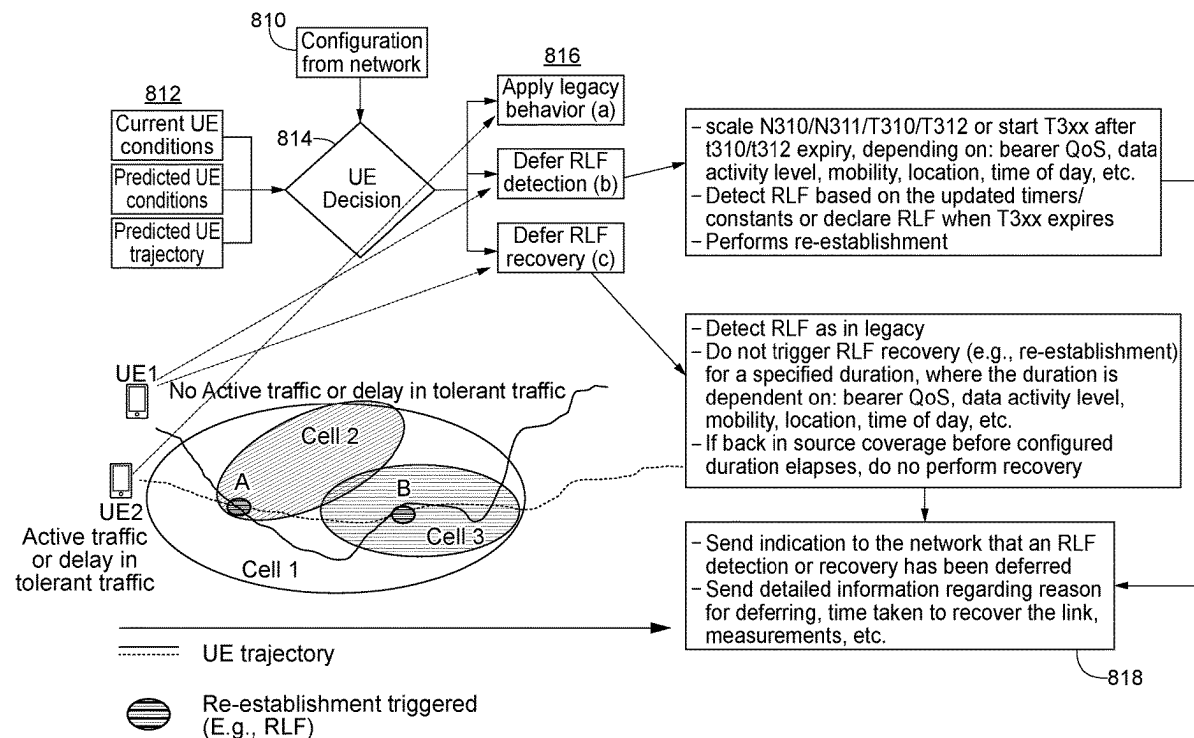 810
Configuration
from network
812
Current UE
conditions
Predicted UE
conditions
Predicted UE
trajectory
814
UE
Decision
816
Apply legacy
behavior (a)
Defer RLF
detection (b)
Defer RLF
recovery (c)
– scale N310/N311/T310/T312 or start T3xx after
t310/t312 expiry, depending on: bearer QoS, data
activity level, mobility, location, time of day, etc.
– Detect RLF based on the updated timers/
constants or declare RLF when T3xx expires
– Performs re-establishment
– Detect RLF as in legacy
– Do not trigger RLF recovery (e.g., re-establishment)
for a specified duration, where the duration is
dependent on: bearer QoS, data activity level,
mobility, location, time of day, etc.
– If back in source coverage before configured
duration elapses, do no perform recovery
– Send indication to the network that an RLF
detection or recovery has been deferred
– Send detailed information regarding reason
for deferring, time taken to recover the link,
measurements, etc.
818
UE1
No Active traffic or delay in tolerant traffic
Cell 2
A
B
UE2
Cell 3
Cell 1
Active traffic
or delay in
tolerant traffic
UE trajectory
Re-establishment triggered
(E.g., RLF)